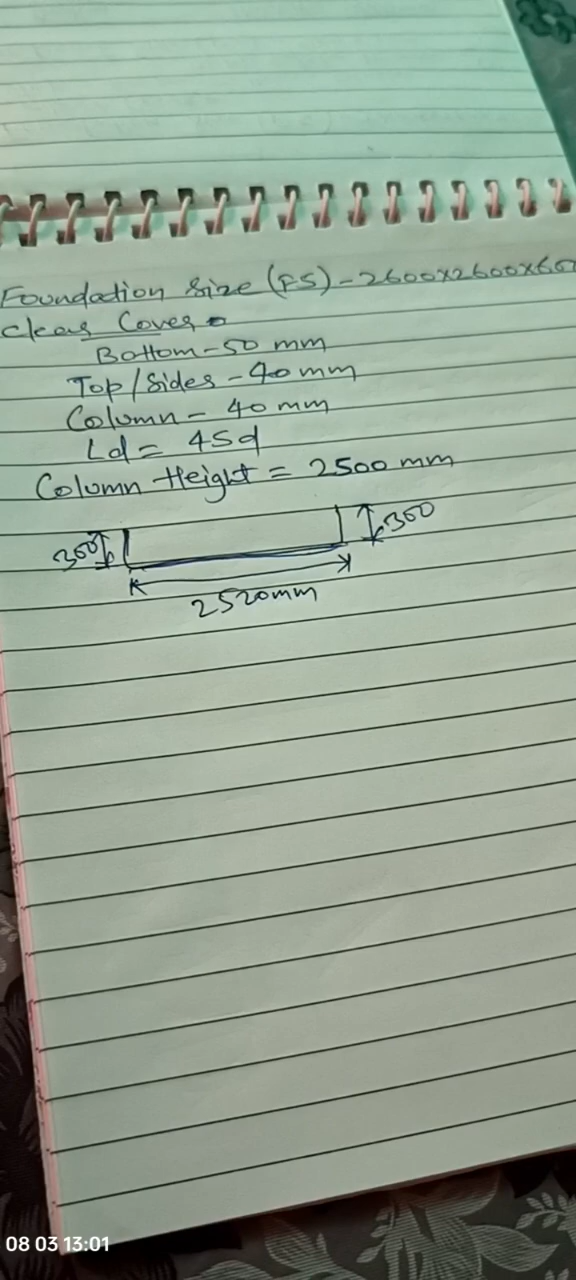 Foundation Size (F5) - 2600x2600x600
Clear Cover
Bottom - 50 mm
Top/Sides - 40 mm
Column - 40 mm
Ld = 45d
Column Height = 2500 mm
300 300
2520mm
08 03 13:01